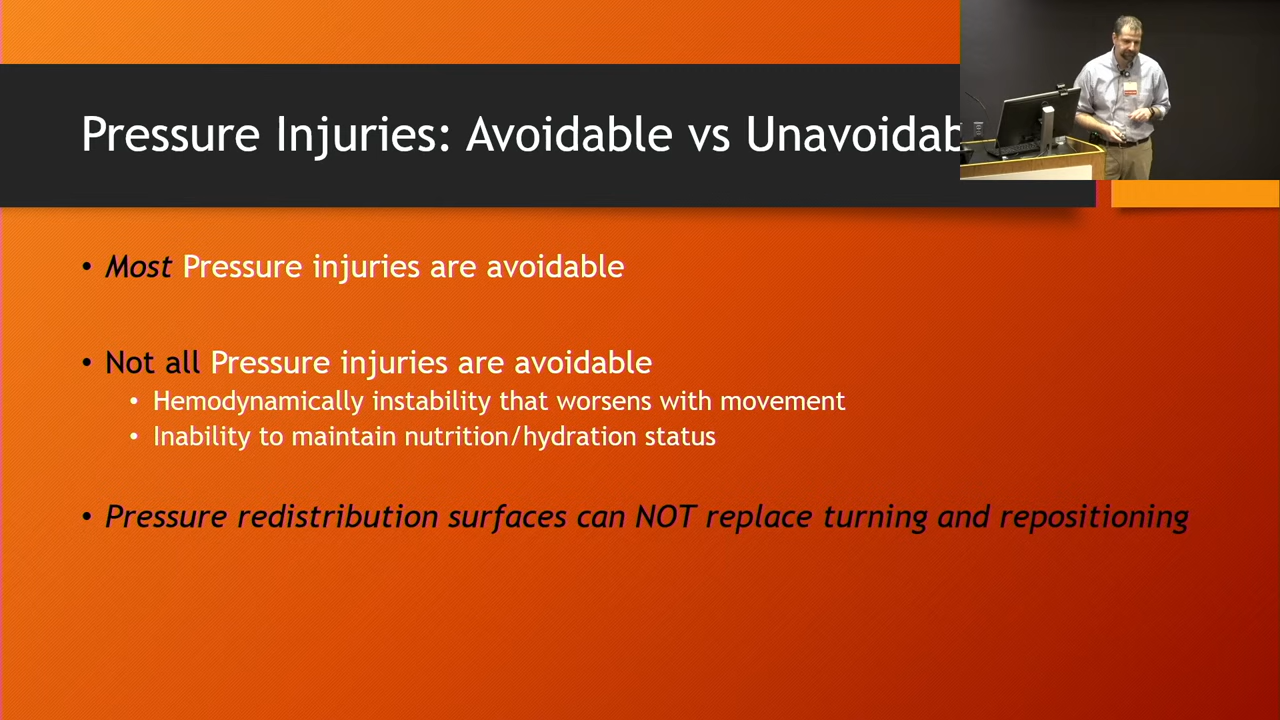 Pressure Injuries: Avoidable vs Unavoidab
• Most Pressure injuries are avoidable
• Not all Pressure injuries are avoidable
• Hemodynamically instability that worsens with movement
• Inability to maintain nutrition/hydration status
• Pressure redistribution surfaces can NOT replace turning and repositioning